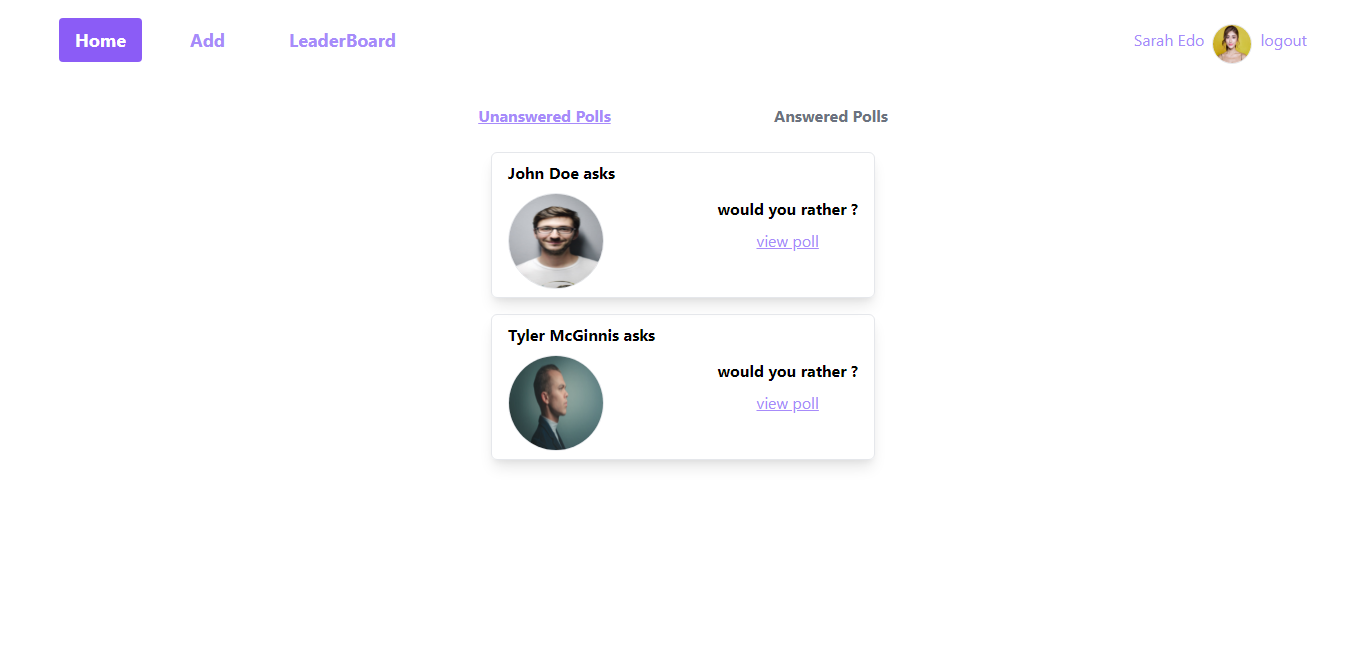 Home Add LeaderBoard Sarah Edo logout
Unanswered Polls Answered Polls
John Doe asks
would you rather ?
view poll
Tyler McGinnis asks
would you rather ?
view poll